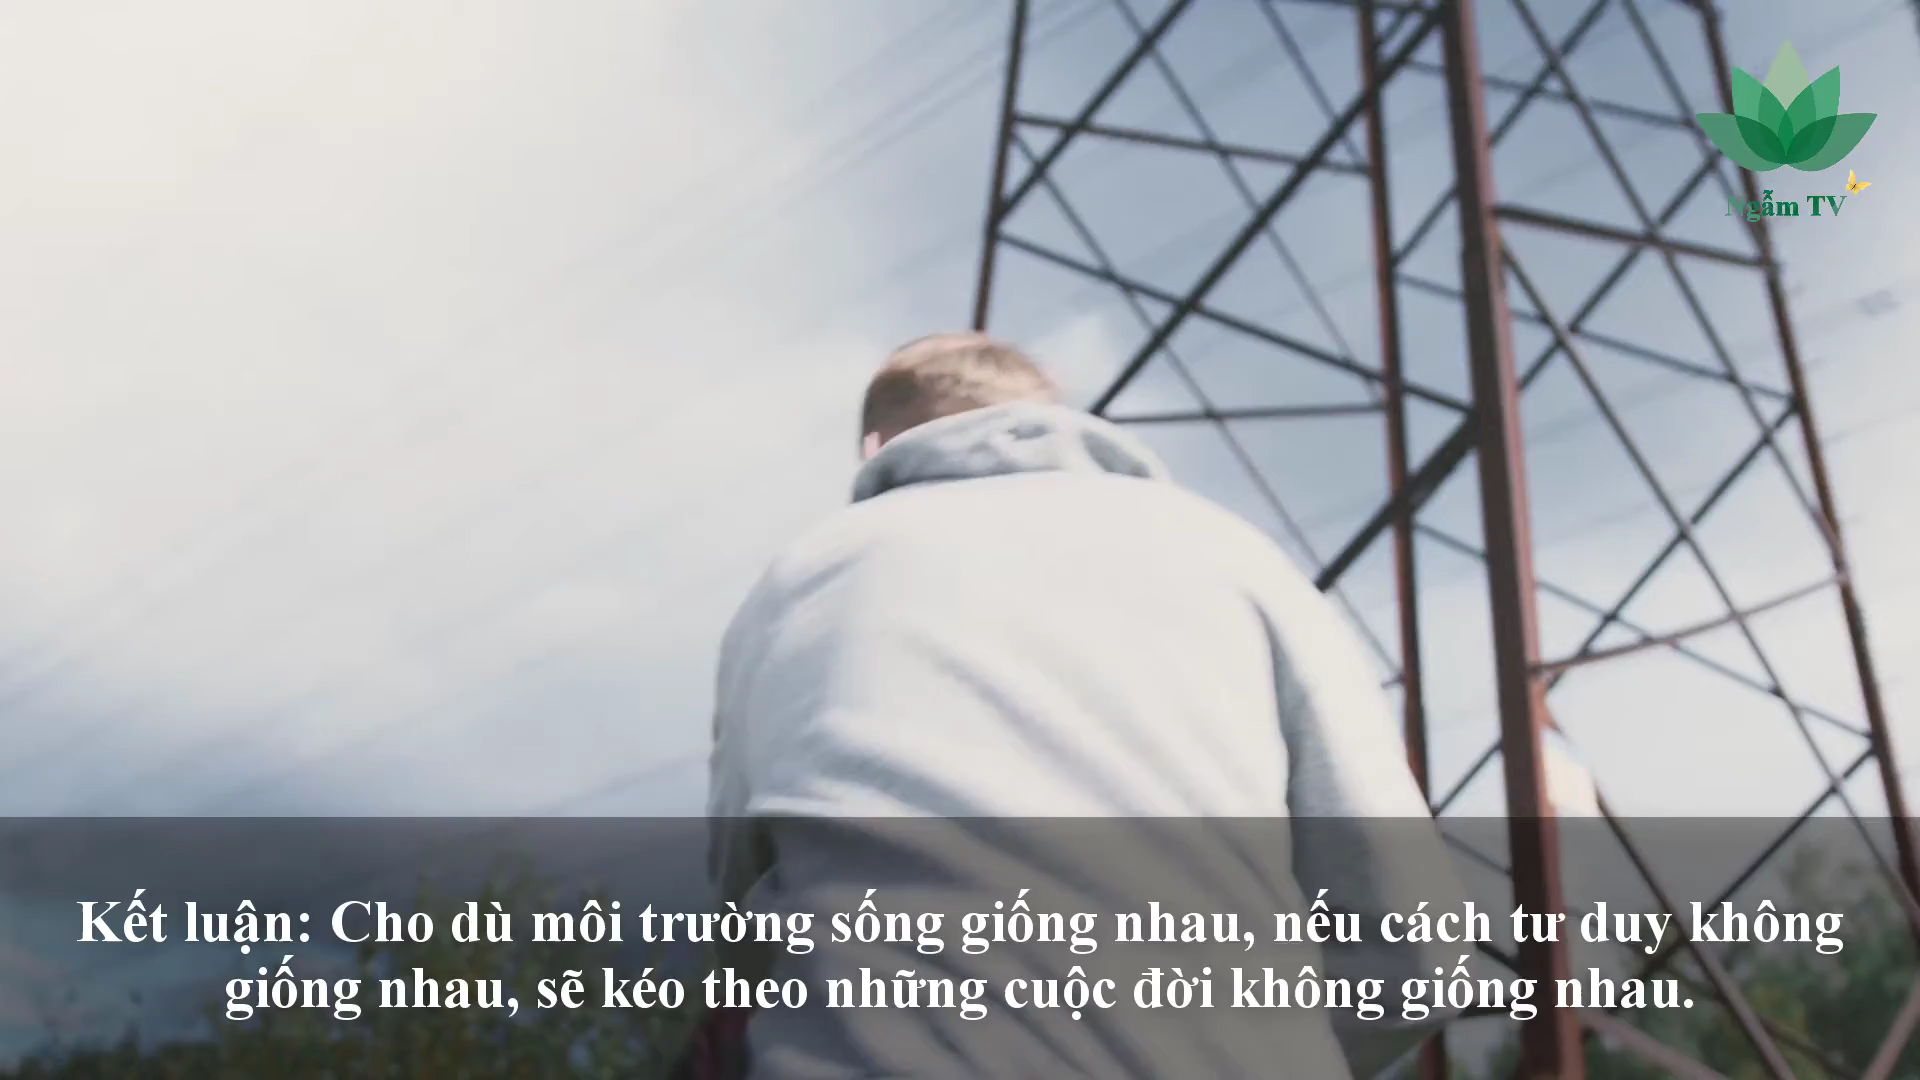 Ngẫm TV
Kết luận: Cho dù môi trường sống giống nhau, nếu cách tư duy không
giống nhau, sẽ kéo theo những cuộc đời không giống nhau.